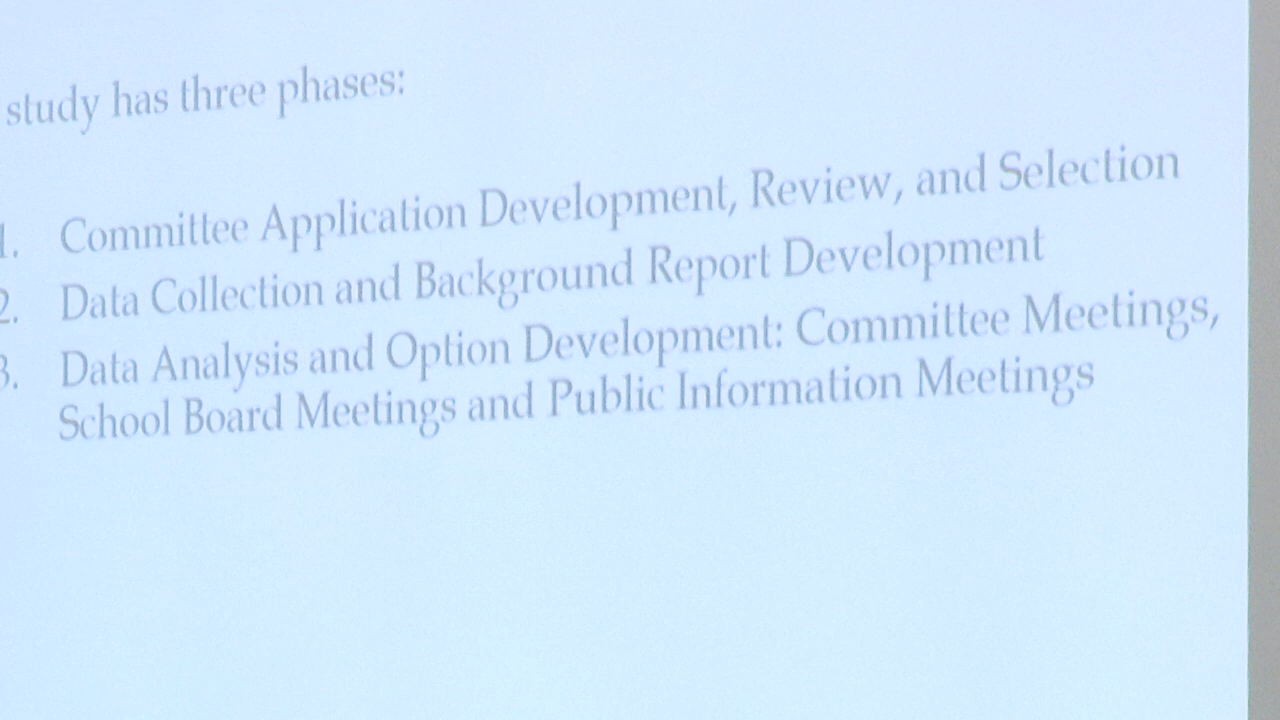 study has three phases:
1. Committee Application Development, Review, and Selection
2. Data Collection and Background Report Development
3. Data Analysis and Option Development: Committee Meetings,
School Board Meetings and Public Information Meetings